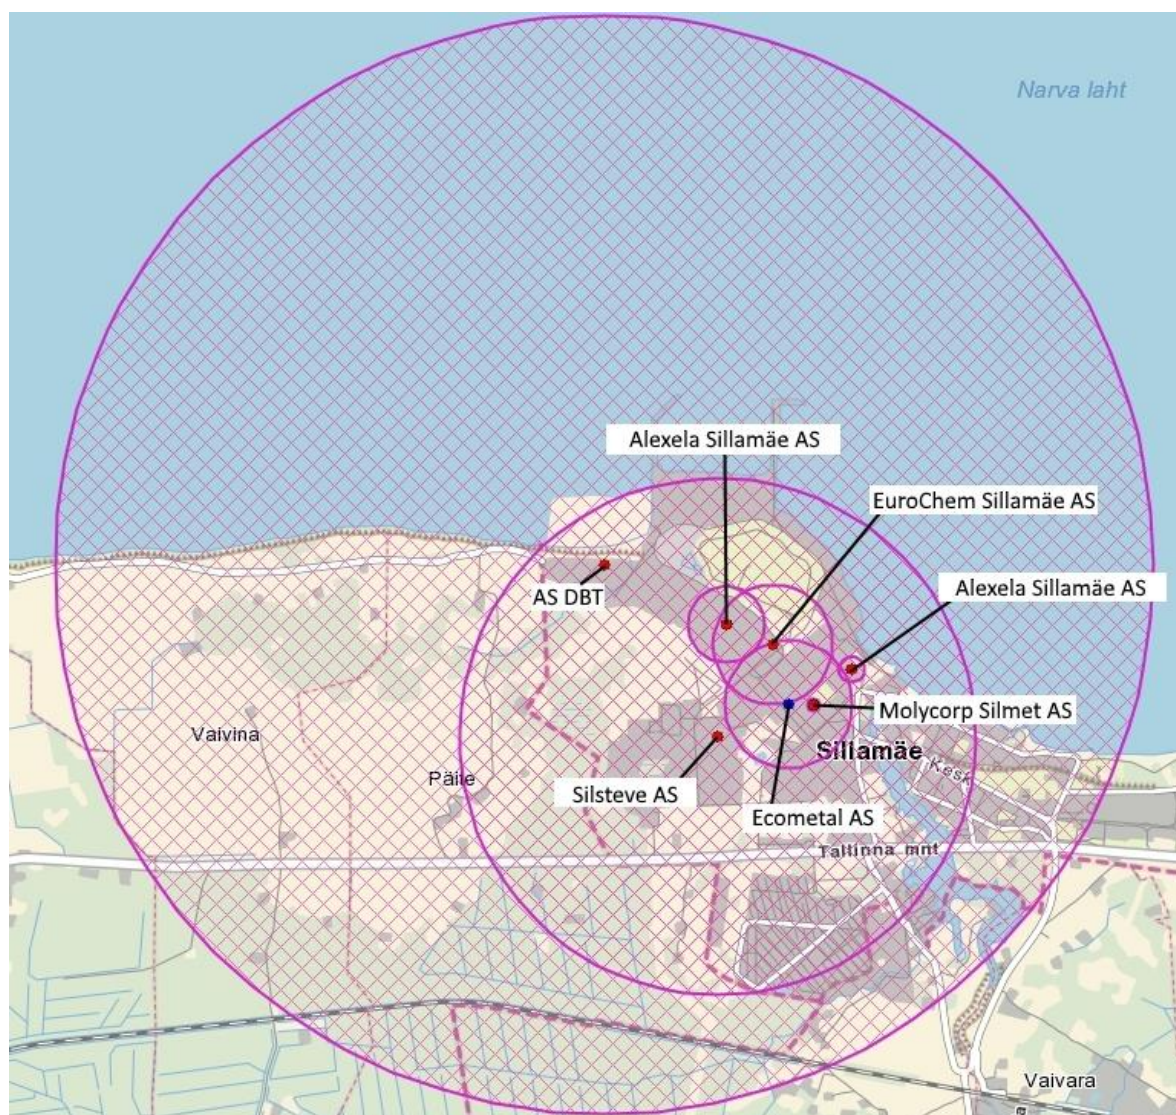 Narva laht
Alexela Sillamäe AS
EuroChem Sillamäe AS
Alexela Sillamäe AS
AS DBT
Molycorp Silmet AS
Vaivina
Sillamäe
Kesk
Päite
Silsteve AS
Ecometal AS
Tallinna mnt
Vaivara